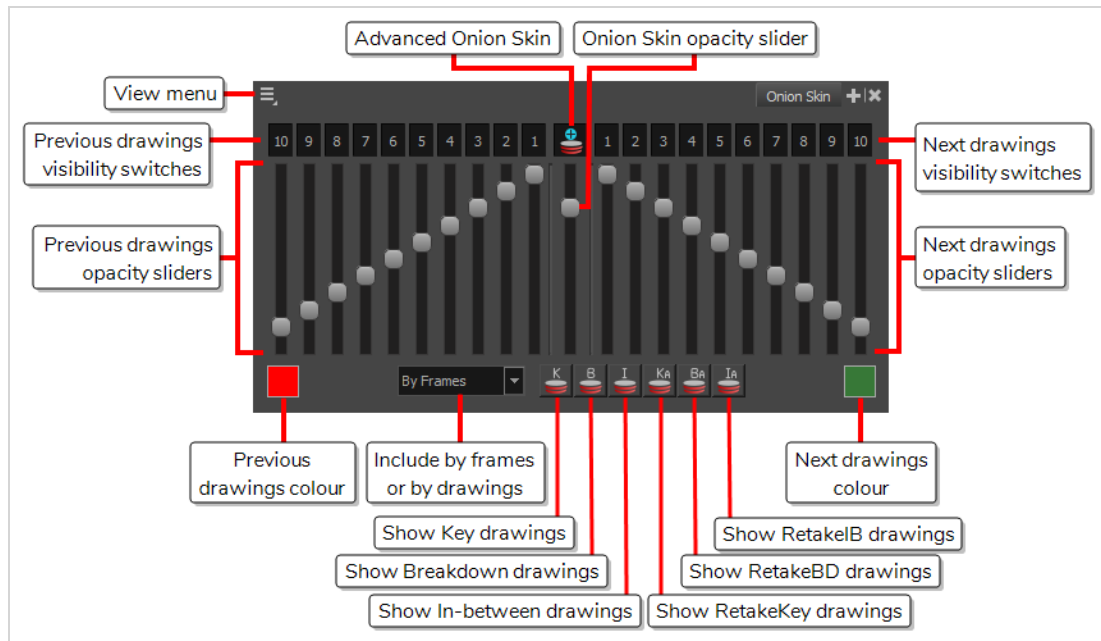 Advanced Onion Skin
Onion Skin opacity slider
View menu
Onion Skin
Previous drawings
visibility switches
10 9 8 7 6 5 4 3 2 1
1 2 3 4 5 6 7 8 9 10
Next drawings
visibility switches
Previous drawings
opacity sliders
Next drawings
opacity sliders
By Frames
K B I KA BA IA
Previous
drawings colour
Include by frames
or by drawings
Next drawings
colour
Show Key drawings
Show RetakeIB drawings
Show Breakdown drawings
Show RetakeBD drawings
Show In-between drawings
Show RetakeKey drawings